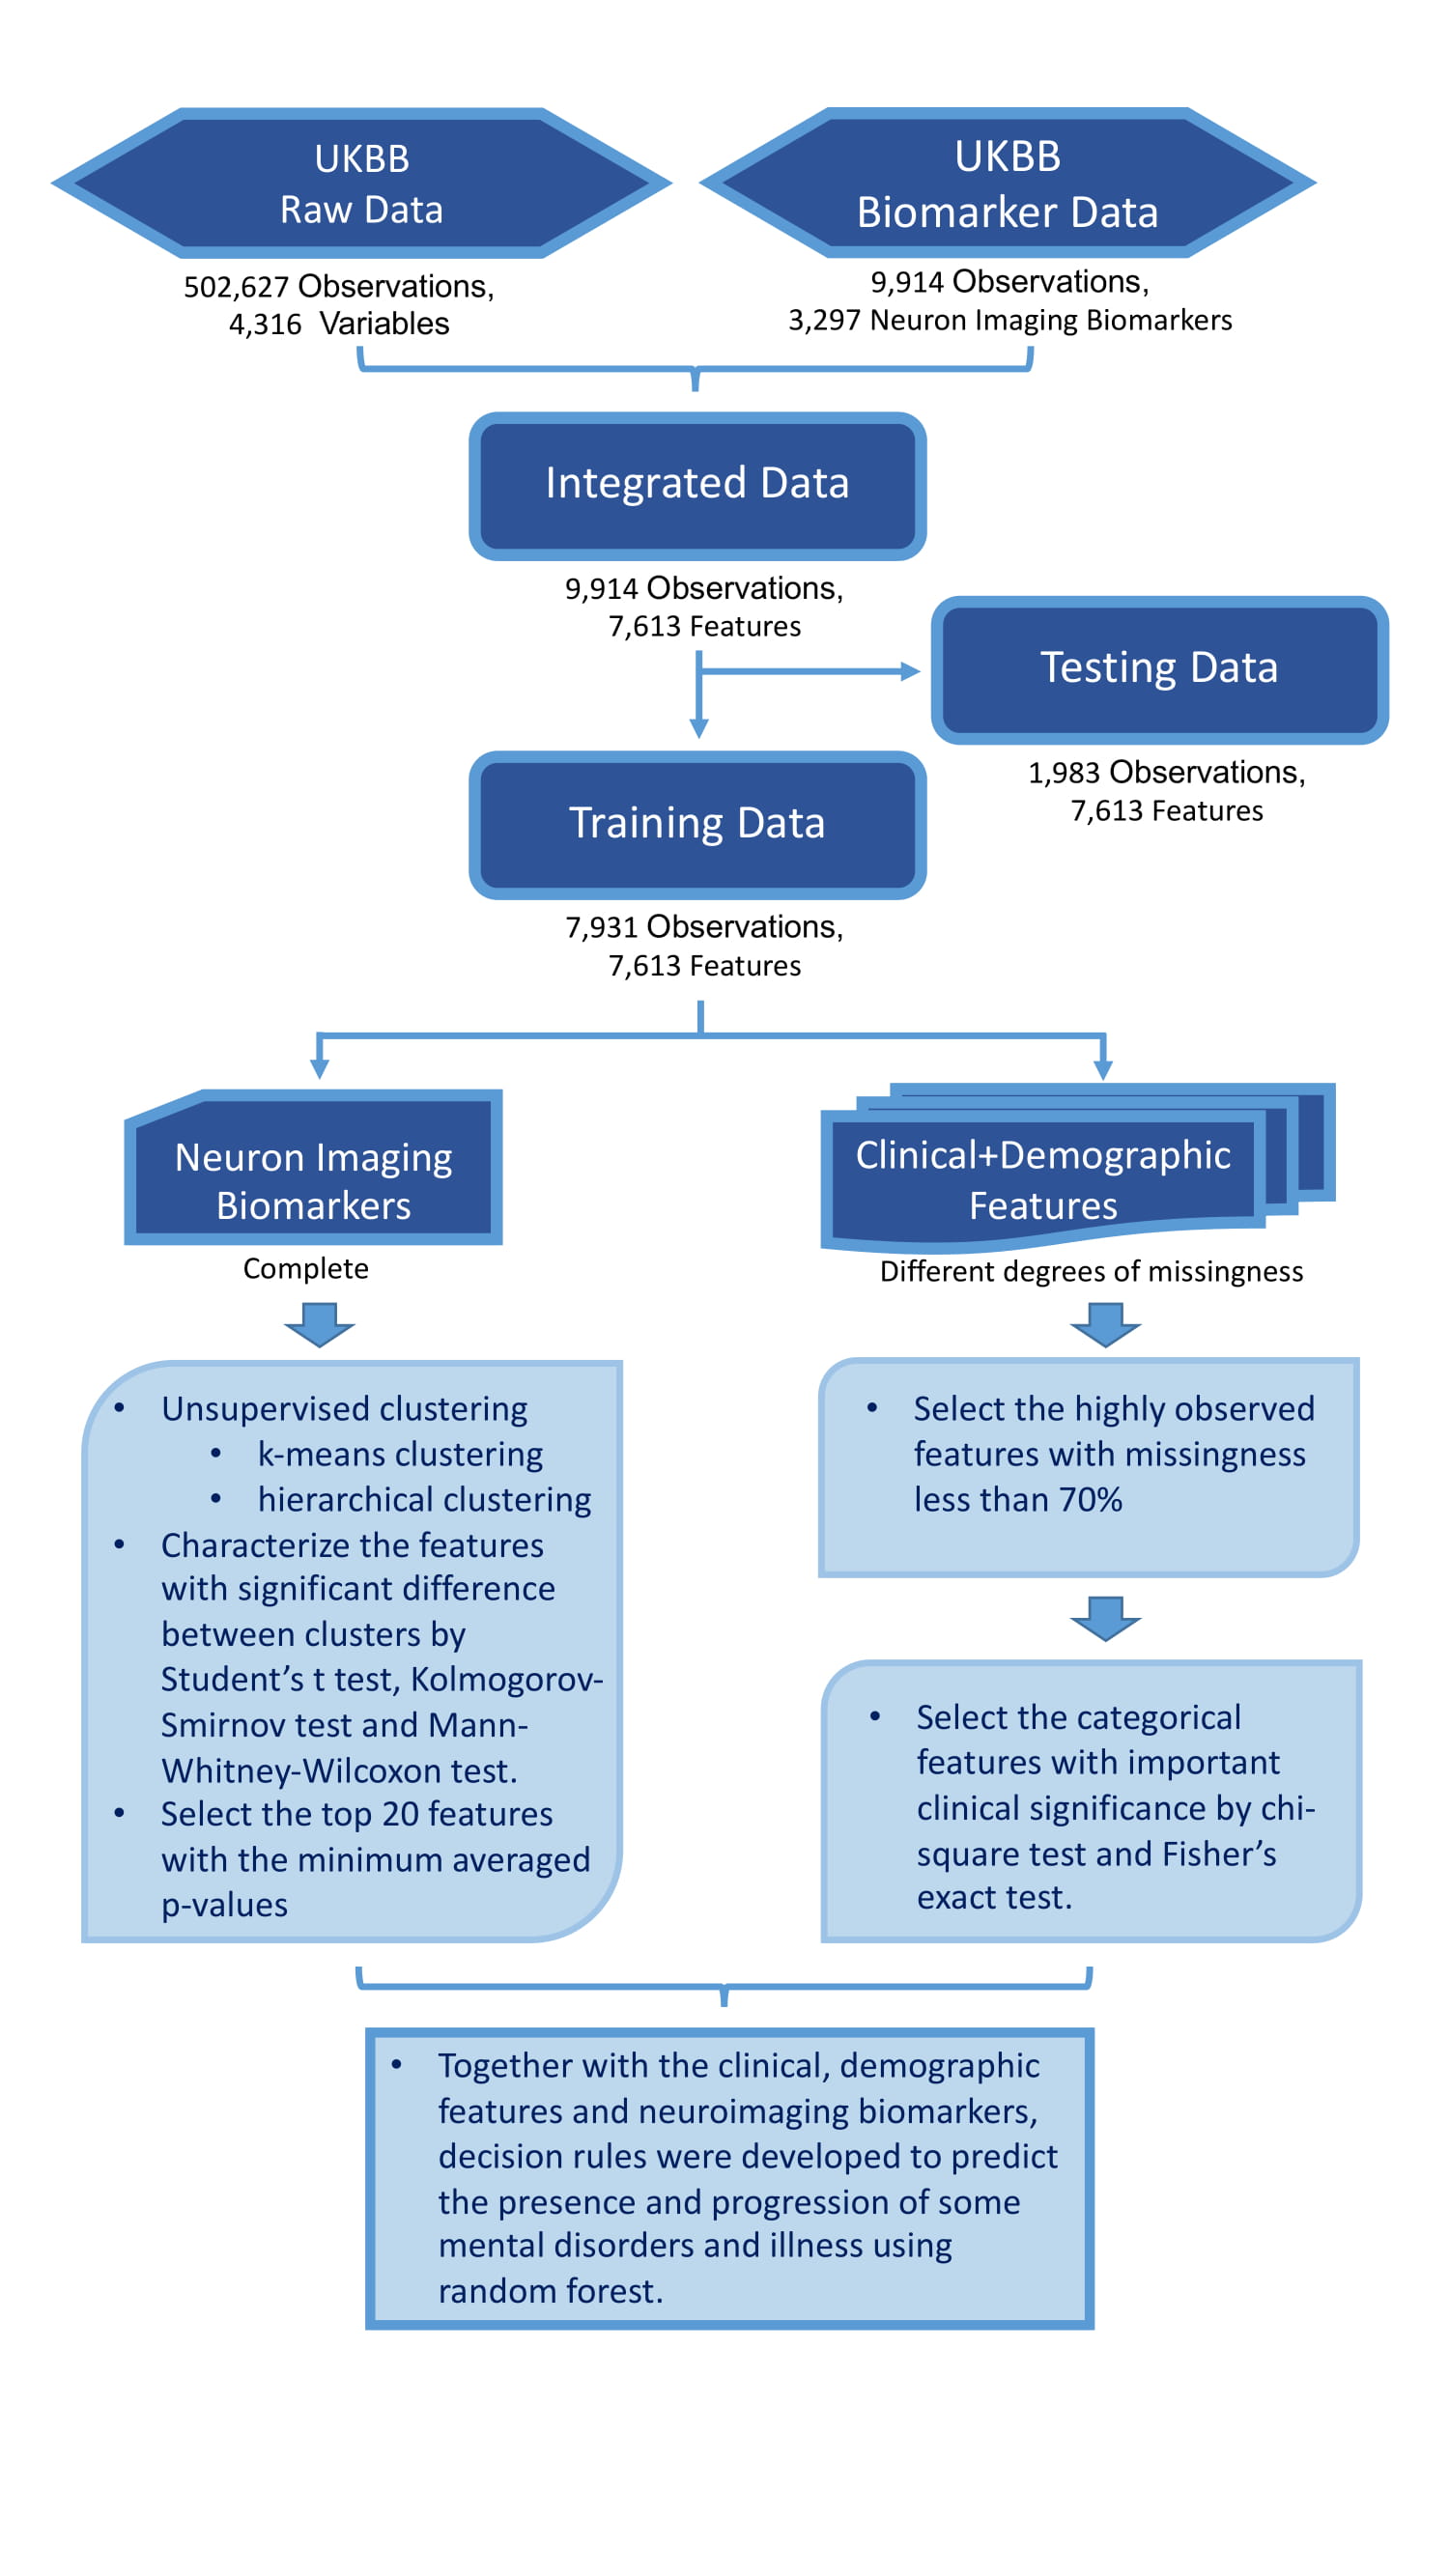 UKBB
Raw Data
502,627 Observations,
4,316 Variables
UKBB
Biomarker Data
9,914 Observations,
3,297 Neuron Imaging Biomarkers
Integrated Data
9,914 Observations,
7,613 Features
Testing Data
1,983 Observations,
7,613 Features
Training Data
7,931 Observations,
7,613 Features
Neuron Imaging
Biomarkers
Complete
• Unsupervised clustering
• k-means clustering
• hierarchical clustering
• Characterize the features
with significant difference
between clusters by
Student’s t test, Kolmogorov-
Smirnov test and Mann-
Whitney-Wilcoxon test.
• Select the top 20 features
with the minimum averaged
p-values
Clinical+Demographic
Features
Different degrees of missingness
• Select the highly observed
features with missingness
less than 70%
• Select the categorical
features with important
clinical significance by chi-
square test and Fisher’s
exact test.
• Together with the clinical, demographic
features and neuroimaging biomarkers,
decision rules were developed to predict
the presence and progression of some
mental disorders and illness using
random forest.